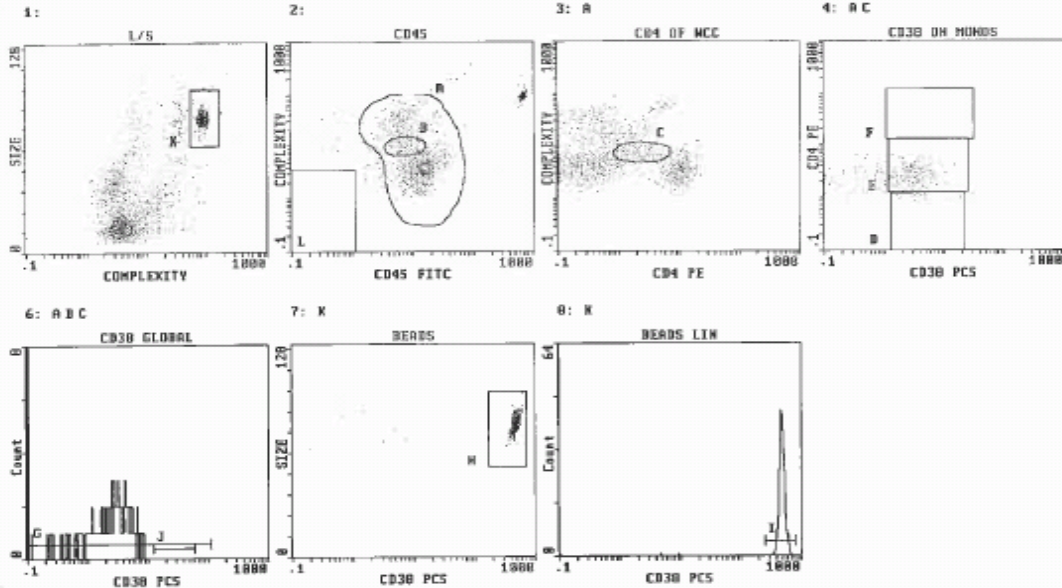 1:
L/S
128
SIZE
K
0
.1
1000
COMPLEXITY
2:
CD45
1000
COMPLEXITY
A
B
L
.1
.1
1000
CD45 FITC
3: A
CD4 OF WCC
1000
COMPLEXITY
C
.1
.1
1000
CD4 PE
4: AC
CD38 ON MONOS
1000
CD4 PE
F
D
.1
.1
1000
CD38 PC5
6: ABC
CD38 GLOBAL
8
Count
G
J
0
.1
1000
CD38 PC5
7: K
BEADS
128
SIZE
H
0
.1
1000
CD38 PC5
8: K
BEADS LIN
64
Count
I
0
.1
1000
CD38 PC5